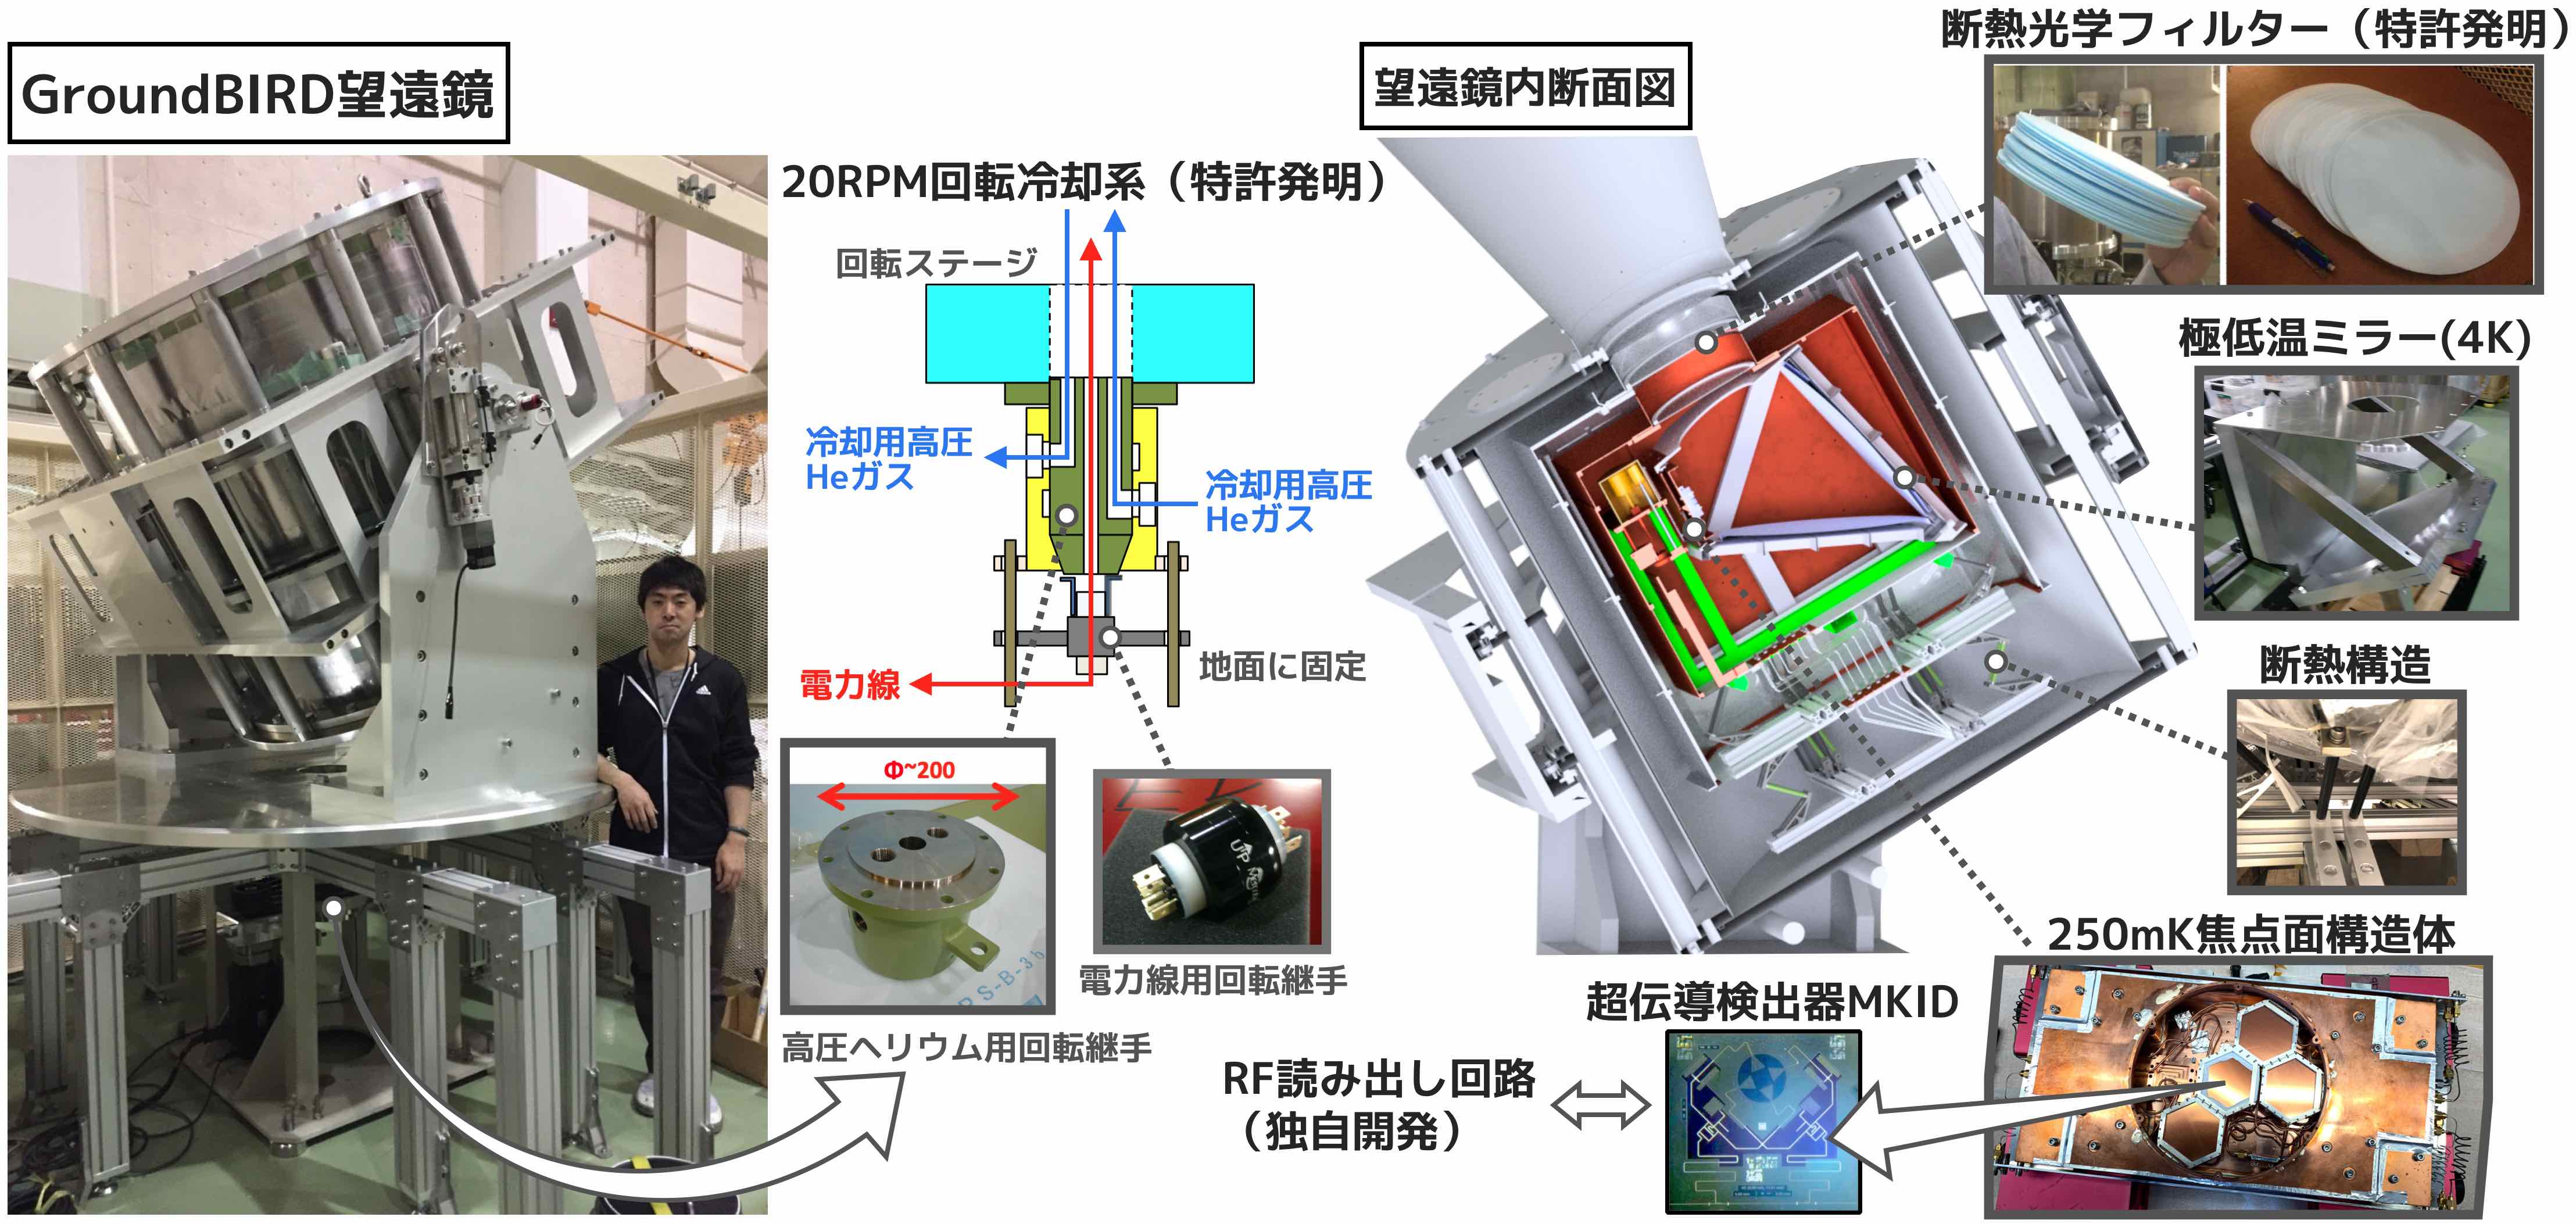 GroundBIRD望遠鏡
20RPM回転冷却系（特許発明）
回転ステージ
冷却用高圧
Heガス
冷却用高圧
Heガス
電力線
地面に固定
Φ~200
UP
高圧ヘリウム用回転継手
電力線用回転継手
望遠鏡内断面図
断熱光学フィルター（特許発明）
極低温ミラー(4K)
断熱構造
250mK焦点面構造体
超伝導検出器MKID
RF読み出し回路
（独自開発）